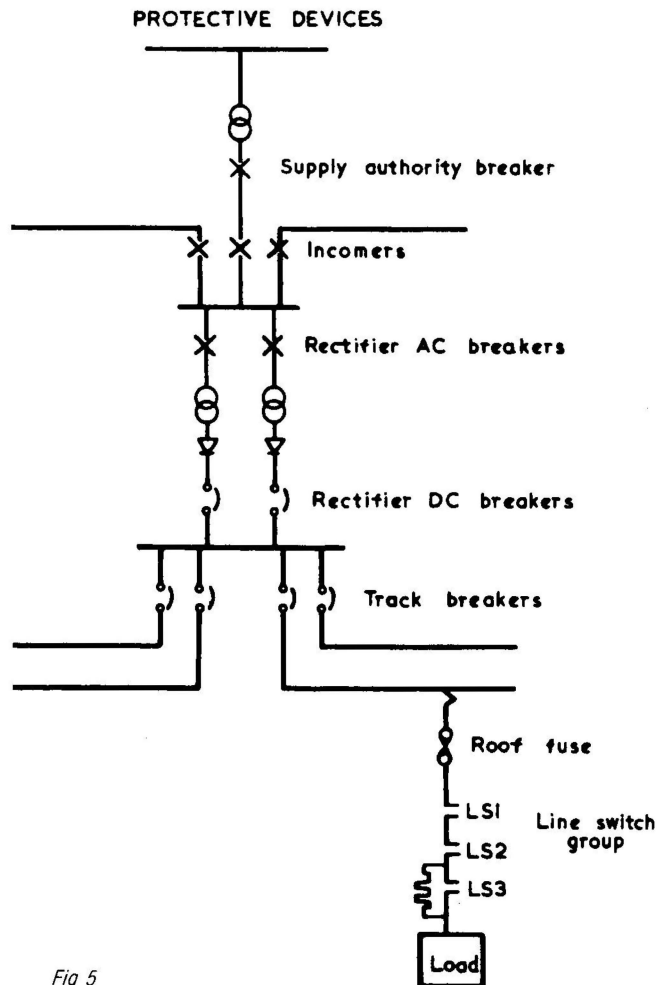 PROTECTIVE DEVICES
Supply authority breaker
Incomers
Rectifier AC breakers
Rectifier DC breakers
Track breakers
Roof fuse
LS1
Line switch
group
LS2
LS3
Load
Fig 5